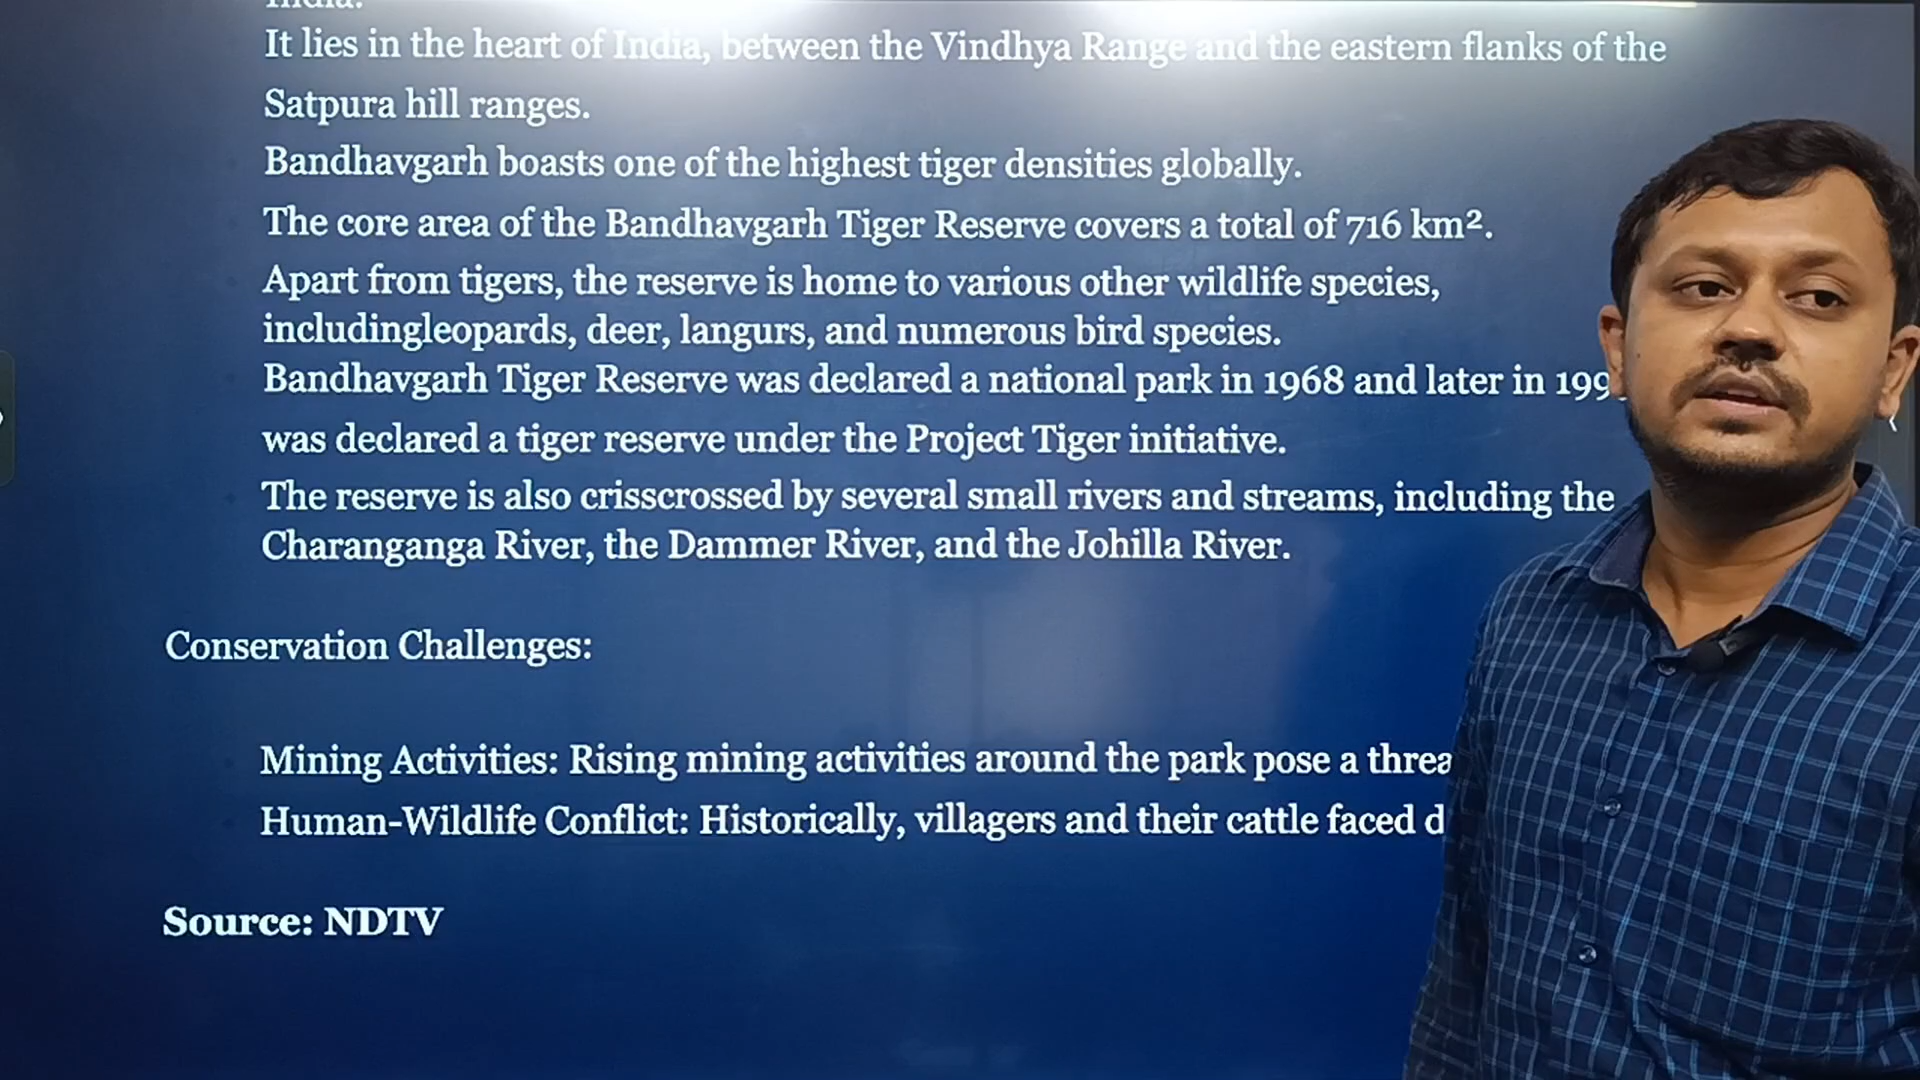 India.
It lies in the heart of India, between the Vindhya Range and the eastern flanks of the
Satpura hill ranges.
Bandhavgarh boasts one of the highest tiger densities globally.
The core area of the Bandhavgarh Tiger Reserve covers a total of 716 km².
Apart from tigers, the reserve is home to various other wildlife species,
includingleopards, deer, langurs, and numerous bird species.
Bandhavgarh Tiger Reserve was declared a national park in 1968 and later in 199
was declared a tiger reserve under the Project Tiger initiative.
The reserve is also crisscrossed by several small rivers and streams, including the
Charanganga River, the Dammer River, and the Johilla River.
Conservation Challenges:
Mining Activities: Rising mining activities around the park pose a threa
Human-Wildlife Conflict: Historically, villagers and their cattle faced d
Source: NDTV